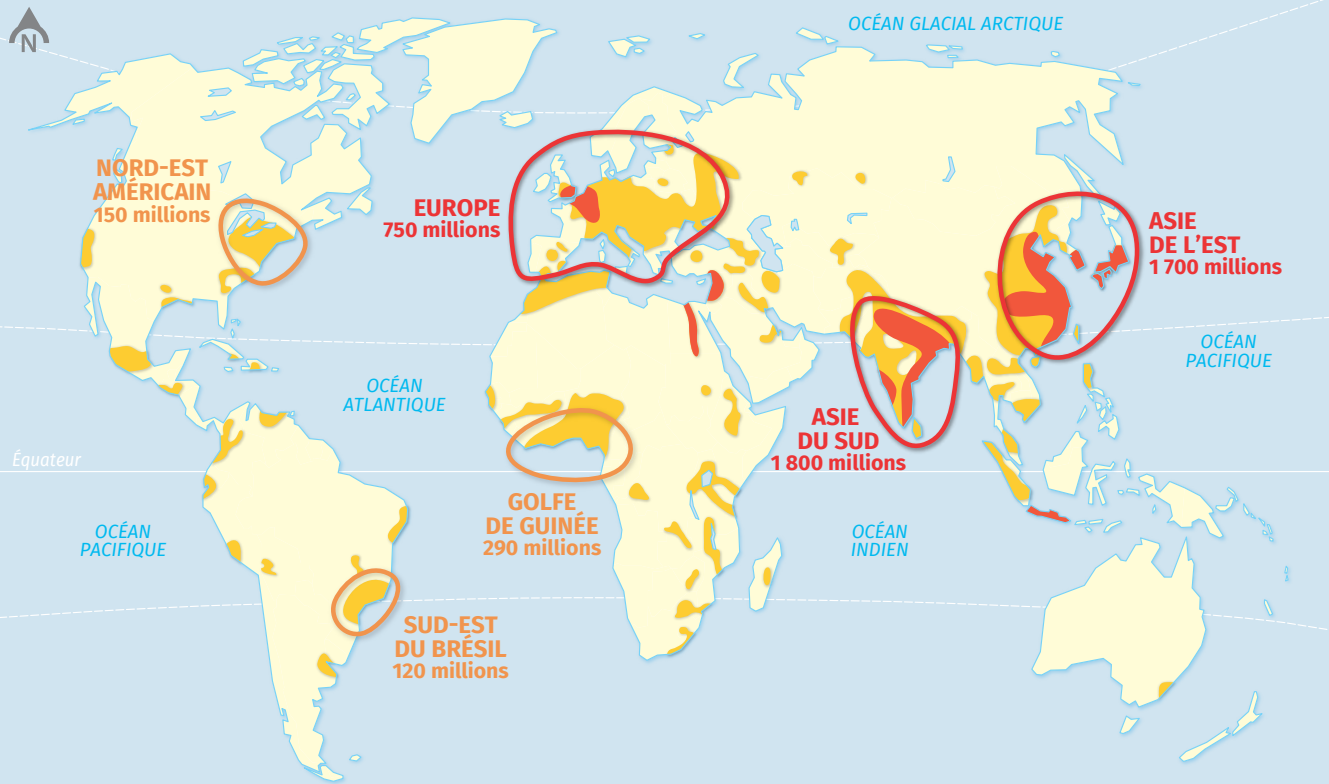 N
OCÉAN GLACIAL ARCTIQUE
NORD-EST
AMÉRICAIN
150 millions
EUROPE
750 millions
ASIE
DE L'EST
1 700 millions
OCÉAN
PACIFIQUE
OCÉAN
ATLANTIQUE
ASIE
DU SUD
1 800 millions
Équateur
GOLFE
DE GUINÉE
290 millions
OCÉAN
PACIFIQUE
OCÉAN
INDIEN
SUD-EST
DU BRÉSIL
120 millions